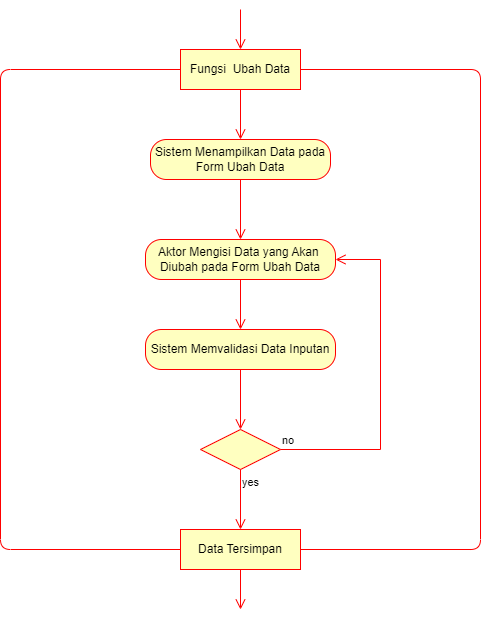 Fungsi  Ubah Data
Sistem Menampilkan Data pada
Form Ubah Data
Aktor Mengisi Data yang Akan
Diubah pada Form Ubah Data
Sistem Memvalidasi Data Inputan
no
yes
Data Tersimpan